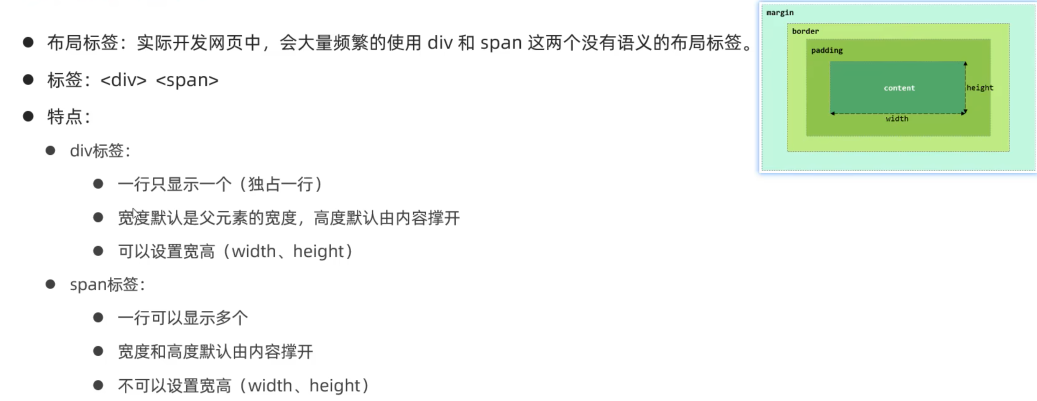 布局标签：实际开发网页中，会大量频繁的使用 div 和 span 这两个没有语义的布局标签。
标签：<div> <span>
特点：
div标签：
一行只显示一个（独占一行）
宽度默认是父元素的宽度，高度默认由内容撑开
可以设置宽高（width、height）
span标签：
一行可以显示多个
宽度和高度默认由内容撑开
不可以设置宽高（width、height）
margin
border
padding
content
height
width